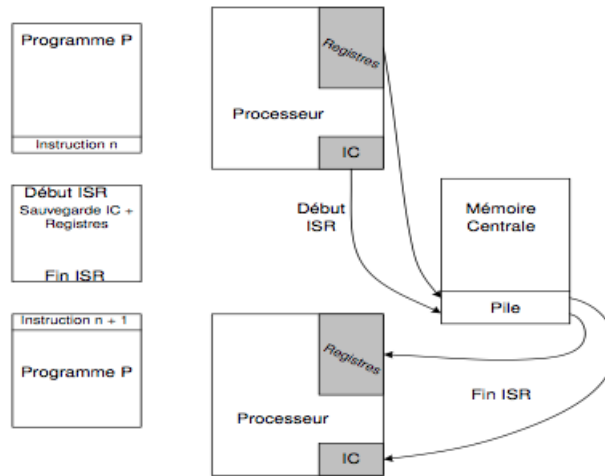 Programme P
Instruction n
Début ISR
Sauvegarde IC +
Registres
Fin ISR
Instruction n + 1
Programme P
Registres
Processeur
IC
Début
ISR
Mémoire
Centrale
Pile
Registres
Processeur
IC
Fin ISR